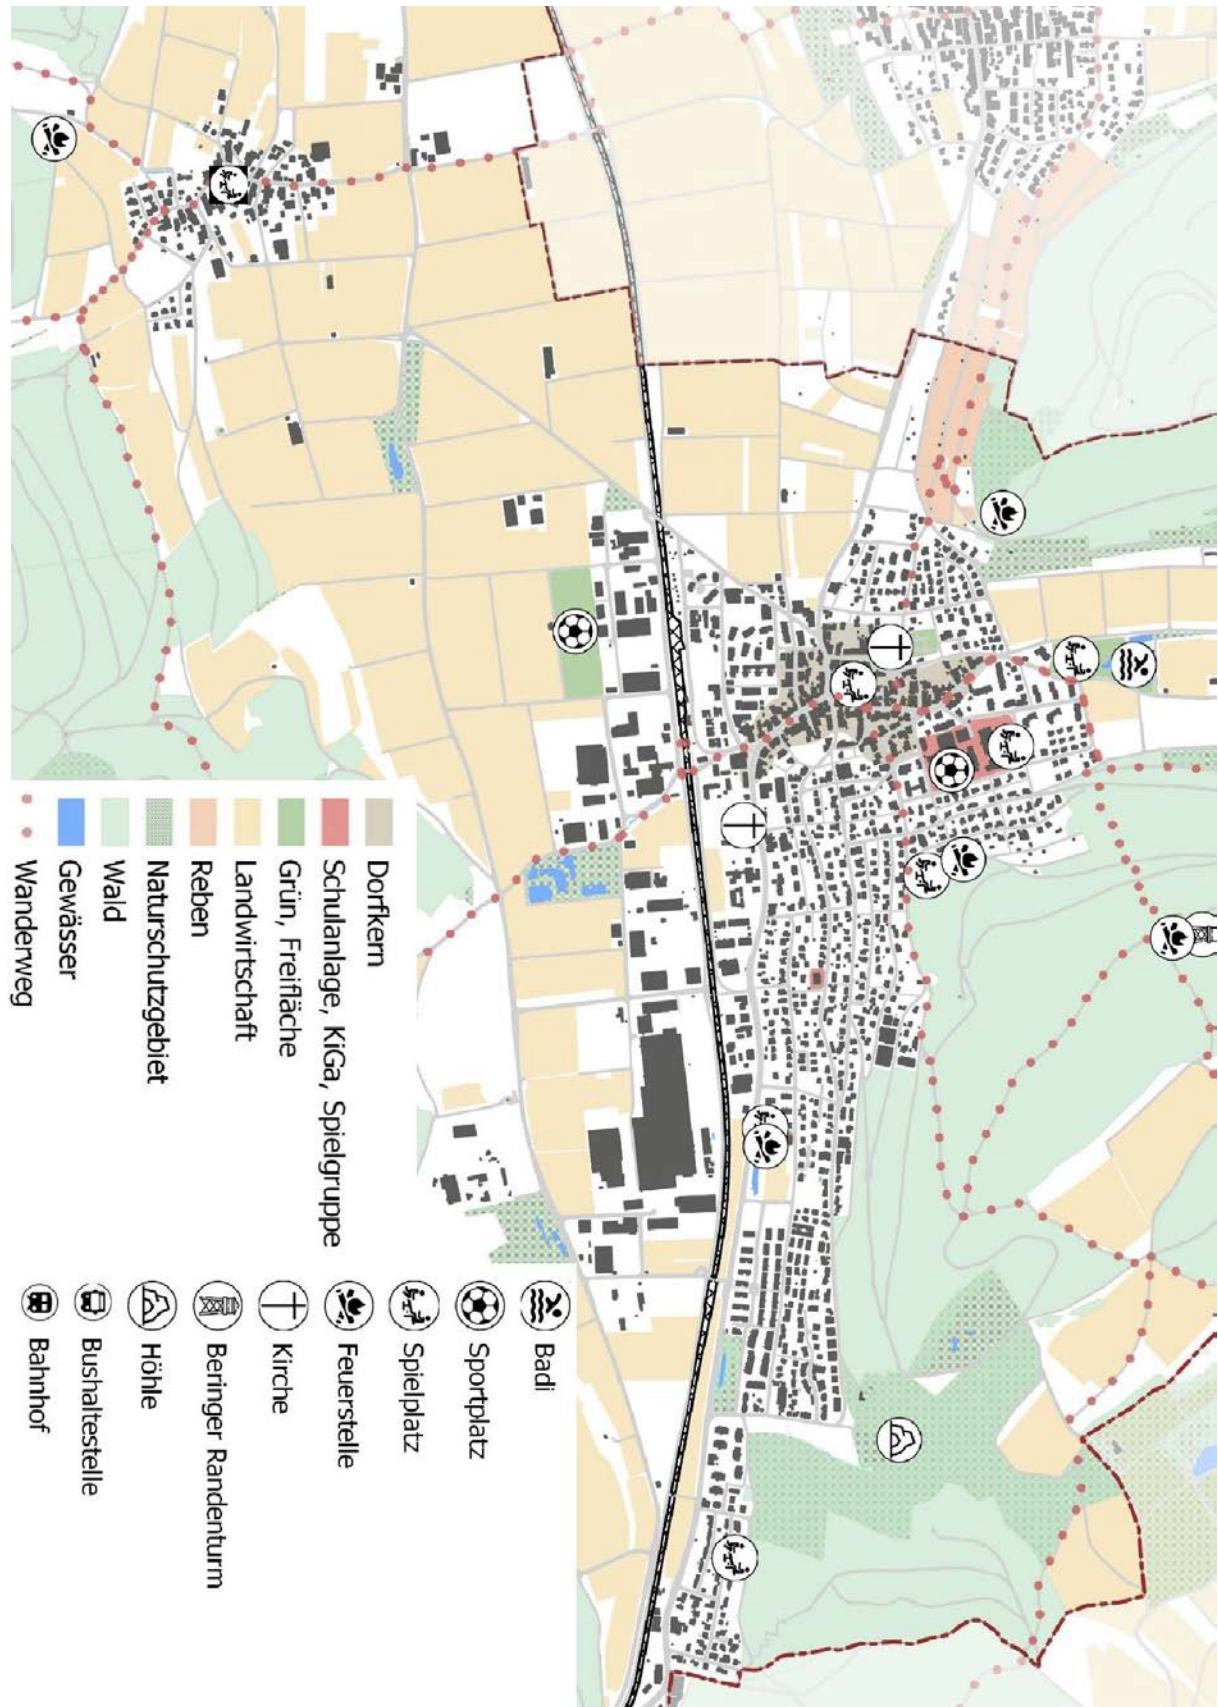 Dorfkern
Schulanlage, KiGa, Spielgruppe
Grün, Freifläche
Landwirtschaft
Reben
Naturschutzgebiet
Wald
Gewässer
Wanderweg
Badi
Sportplatz
Spielplatz
Feuerstelle
Kirche
Beringer Randenturm
Höhle
Bushaltestelle
Bahnhof